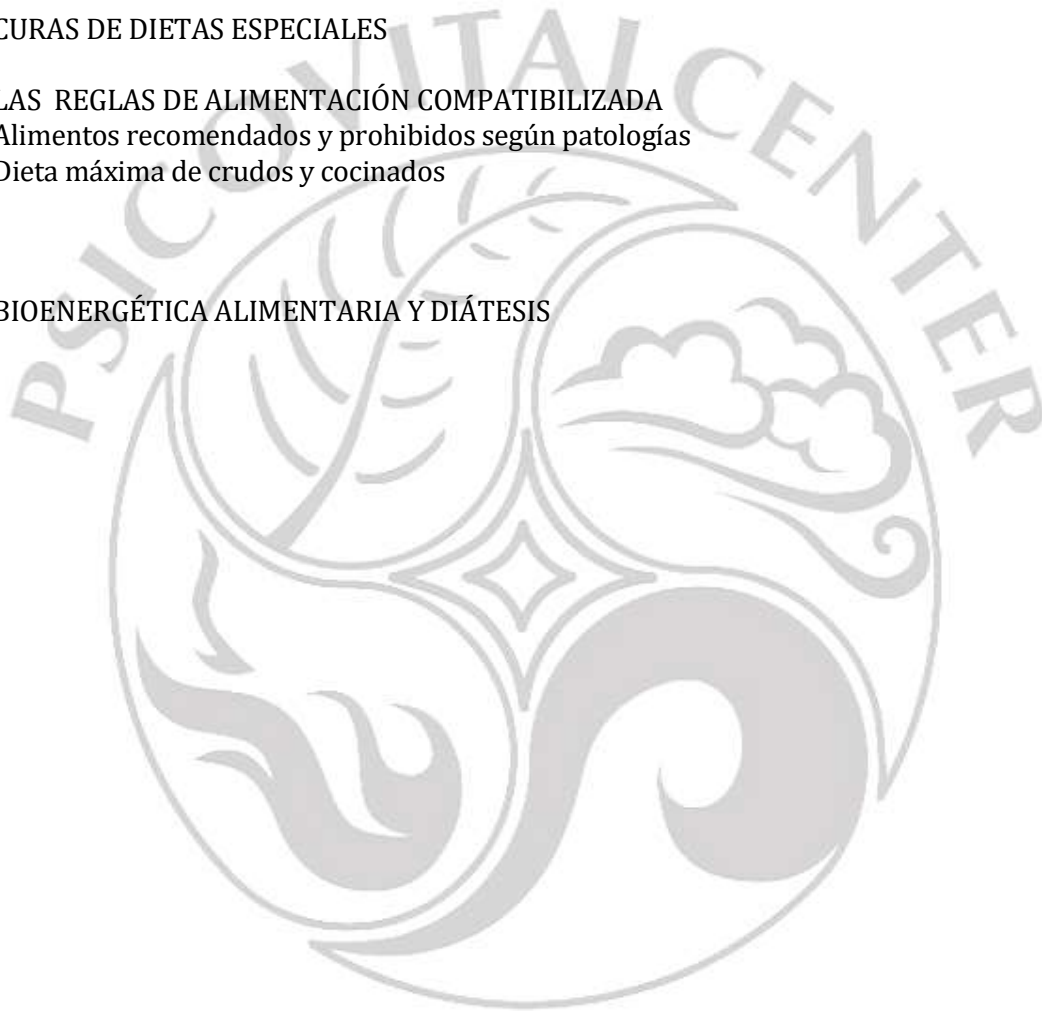 CURAS DE DIETAS ESPECIALES
LAS REGLAS DE ALIMENTACIÓN COMPATIBILIZADA
Alimentos recomendados y prohibidos según patologías
Dieta máxima de crudos y cocinados
BIOENERGÉTICA ALIMENTARIA Y DIÁTESIS
PSICOVITALCENTER